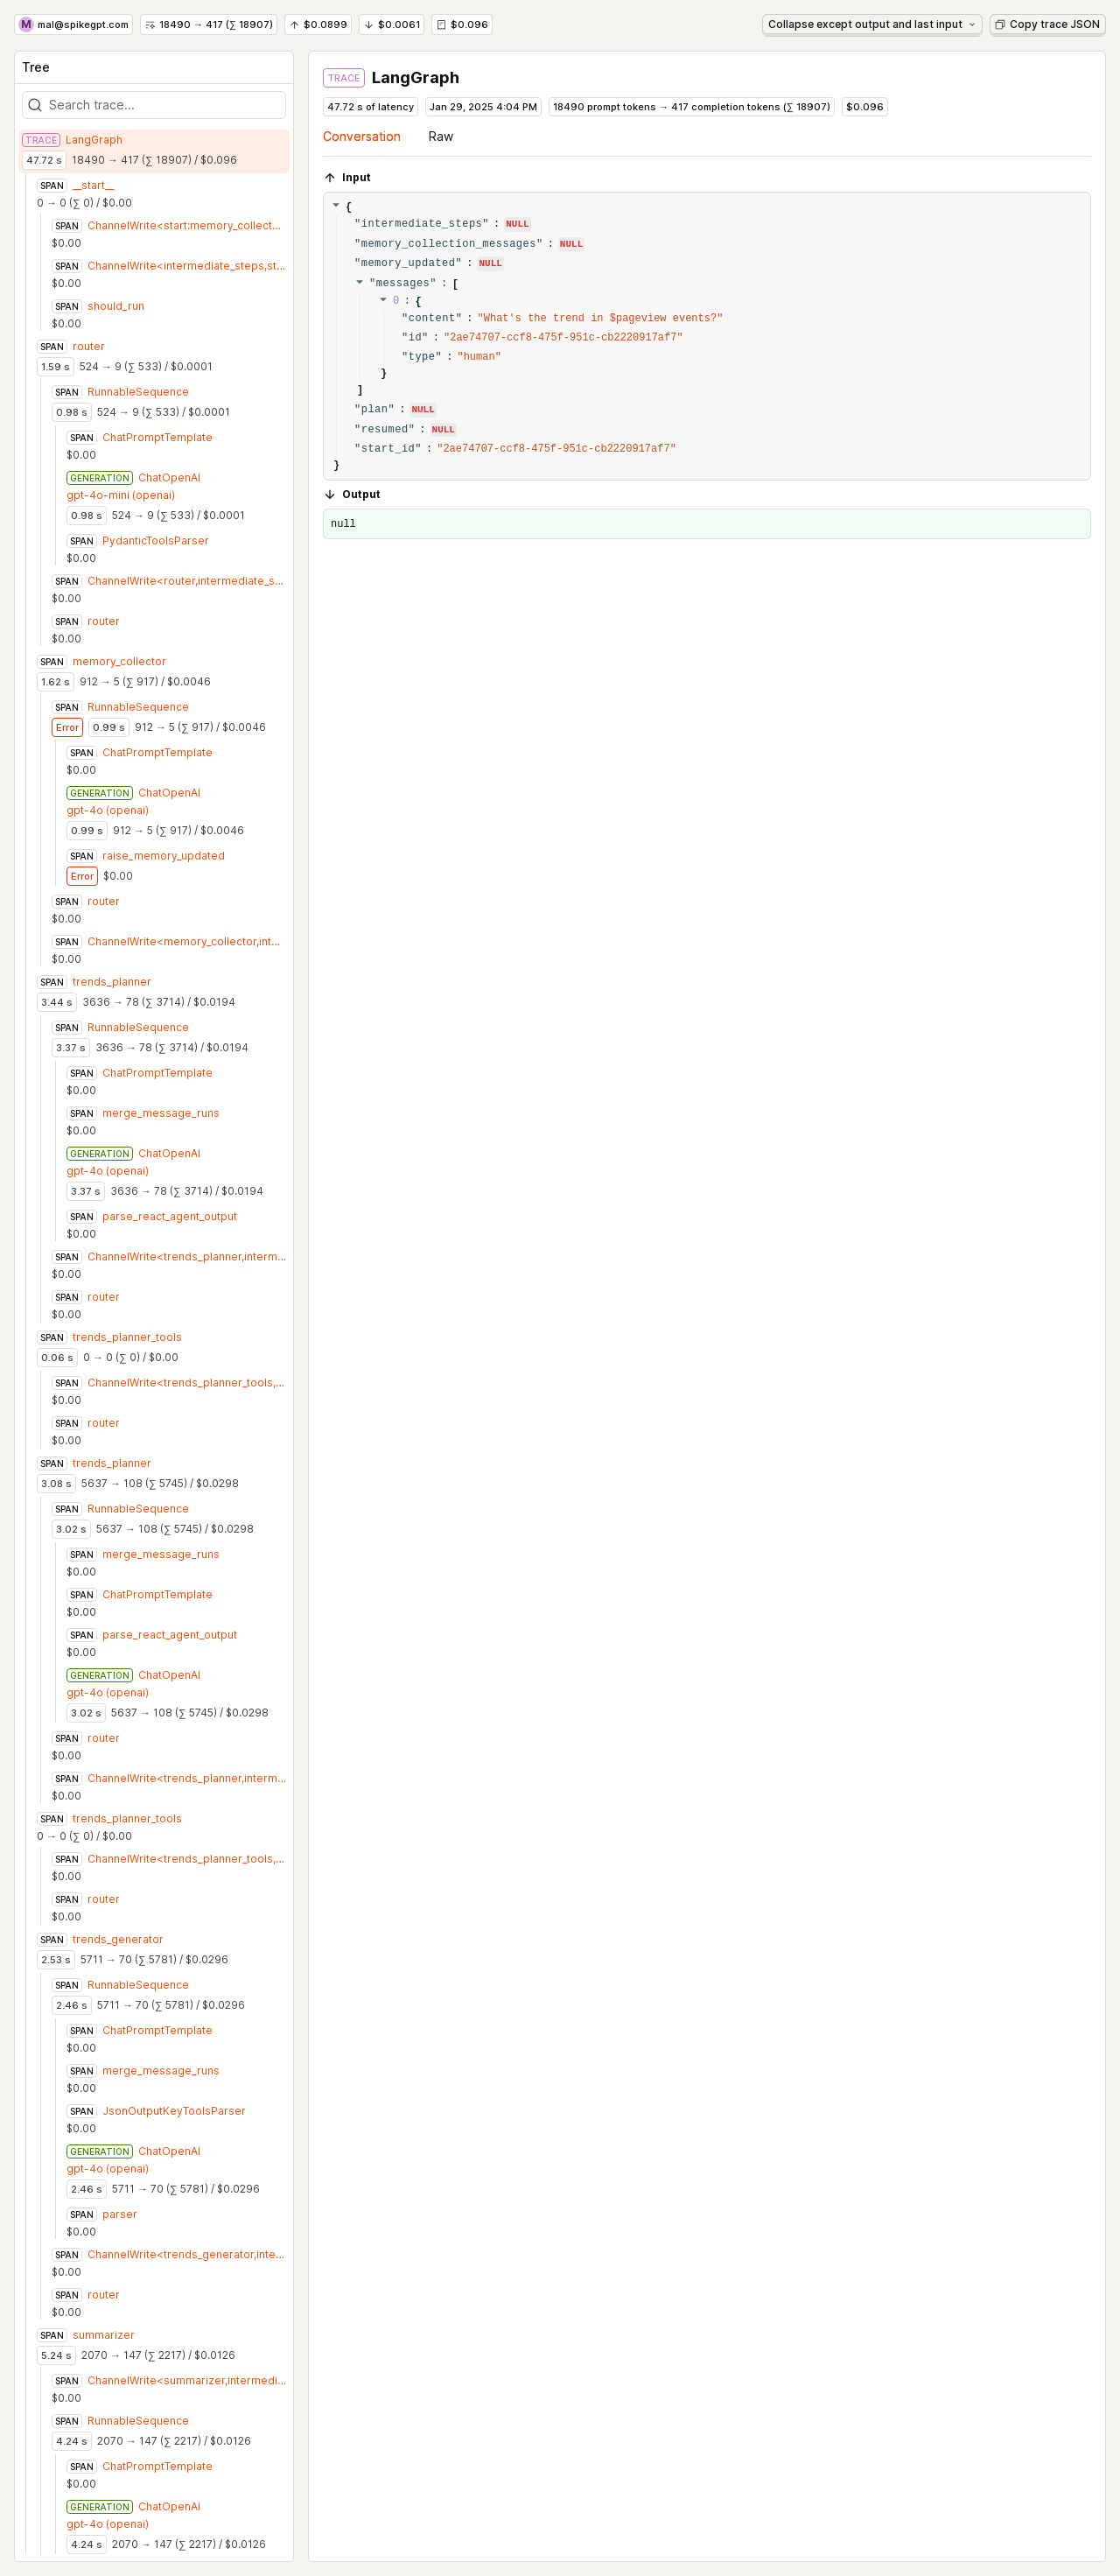 M mal@spikegpt.com 18490 → 417 (∑ 18907) ↑ $0.0899 ↓ $0.0061 $0.096 Collapse except output and last input Copy trace JSON
Tree
Search trace...
TRACE LangGraph
47.72 s 18490 → 417 (∑ 18907) / $0.096
SPAN __start__
0 → 0 (∑ 0) / $0.00
SPAN ChannelWrite<start:memory_collect...
$0.00
SPAN ChannelWrite<intermediate_steps,st...
$0.00
SPAN should_run
$0.00
SPAN router
1.59 s 524 → 9 (∑ 533) / $0.0001
SPAN RunnableSequence
0.98 s 524 → 9 (∑ 533) / $0.0001
SPAN ChatPromptTemplate
$0.00
GENERATION ChatOpenAI
gpt-4o-mini (openai)
0.98 s 524 → 9 (∑ 533) / $0.0001
SPAN PydanticToolsParser
$0.00
SPAN ChannelWrite<router,intermediate_s...
$0.00
SPAN router
$0.00
SPAN memory_collector
1.62 s 912 → 5 (∑ 917) / $0.0046
SPAN RunnableSequence
Error 0.99 s 912 → 5 (∑ 917) / $0.0046
SPAN ChatPromptTemplate
$0.00
GENERATION ChatOpenAI
gpt-4o (openai)
0.99 s 912 → 5 (∑ 917) / $0.0046
SPAN raise_memory_updated
Error $0.00
SPAN router
$0.00
SPAN ChannelWrite<memory_collector,int...
$0.00
SPAN trends_planner
3.44 s 3636 → 78 (∑ 3714) / $0.0194
SPAN RunnableSequence
3.37 s 3636 → 78 (∑ 3714) / $0.0194
SPAN ChatPromptTemplate
$0.00
SPAN merge_message_runs
$0.00
GENERATION ChatOpenAI
gpt-4o (openai)
3.37 s 3636 → 78 (∑ 3714) / $0.0194
SPAN parse_react_agent_output
$0.00
SPAN ChannelWrite<trends_planner,interm...
$0.00
SPAN router
$0.00
SPAN trends_planner_tools
0.06 s 0 → 0 (∑ 0) / $0.00
SPAN ChannelWrite<trends_planner_tools,...
$0.00
SPAN router
$0.00
SPAN trends_planner
3.08 s 5637 → 108 (∑ 5745) / $0.0298
SPAN RunnableSequence
3.02 s 5637 → 108 (∑ 5745) / $0.0298
SPAN merge_message_runs
$0.00
SPAN ChatPromptTemplate
$0.00
SPAN parse_react_agent_output
$0.00
GENERATION ChatOpenAI
gpt-4o (openai)
3.02 s 5637 → 108 (∑ 5745) / $0.0298
SPAN router
$0.00
SPAN ChannelWrite<trends_planner,interm...
$0.00
SPAN trends_planner_tools
0 → 0 (∑ 0) / $0.00
SPAN ChannelWrite<trends_planner_tools,...
$0.00
SPAN router
$0.00
SPAN trends_generator
2.53 s 5711 → 70 (∑ 5781) / $0.0296
SPAN RunnableSequence
2.46 s 5711 → 70 (∑ 5781) / $0.0296
SPAN ChatPromptTemplate
$0.00
SPAN merge_message_runs
$0.00
SPAN JsonOutputKeyToolsParser
$0.00
GENERATION ChatOpenAI
gpt-4o (openai)
2.46 s 5711 → 70 (∑ 5781) / $0.0296
SPAN parser
$0.00
SPAN ChannelWrite<trends_generator,inte...
$0.00
SPAN router
$0.00
SPAN summarizer
5.24 s 2070 → 147 (∑ 2217) / $0.0126
SPAN ChannelWrite<summarizer,intermedi...
$0.00
SPAN RunnableSequence
4.24 s 2070 → 147 (∑ 2217) / $0.0126
SPAN ChatPromptTemplate
$0.00
GENERATION ChatOpenAI
gpt-4o (openai)
4.24 s 2070 → 147 (∑ 2217) / $0.0126
TRACE LangGraph
47.72 s of latency Jan 29, 2025 4:04 PM 18490 prompt tokens → 417 completion tokens (∑ 18907) $0.096
Conversation Raw
↑ Input
{
"intermediate_steps" : NULL
"memory_collection_messages" : NULL
"memory_updated" : NULL
"messages" : [
0 : {
"content" : "What's the trend in $pageview events?"
"id" : "2ae74707-ccf8-475f-951c-cb2220917af7"
"type" : "human"
}
]
"plan" : NULL
"resumed" : NULL
"start_id" : "2ae74707-ccf8-475f-951c-cb2220917af7"
}
↓ Output
null